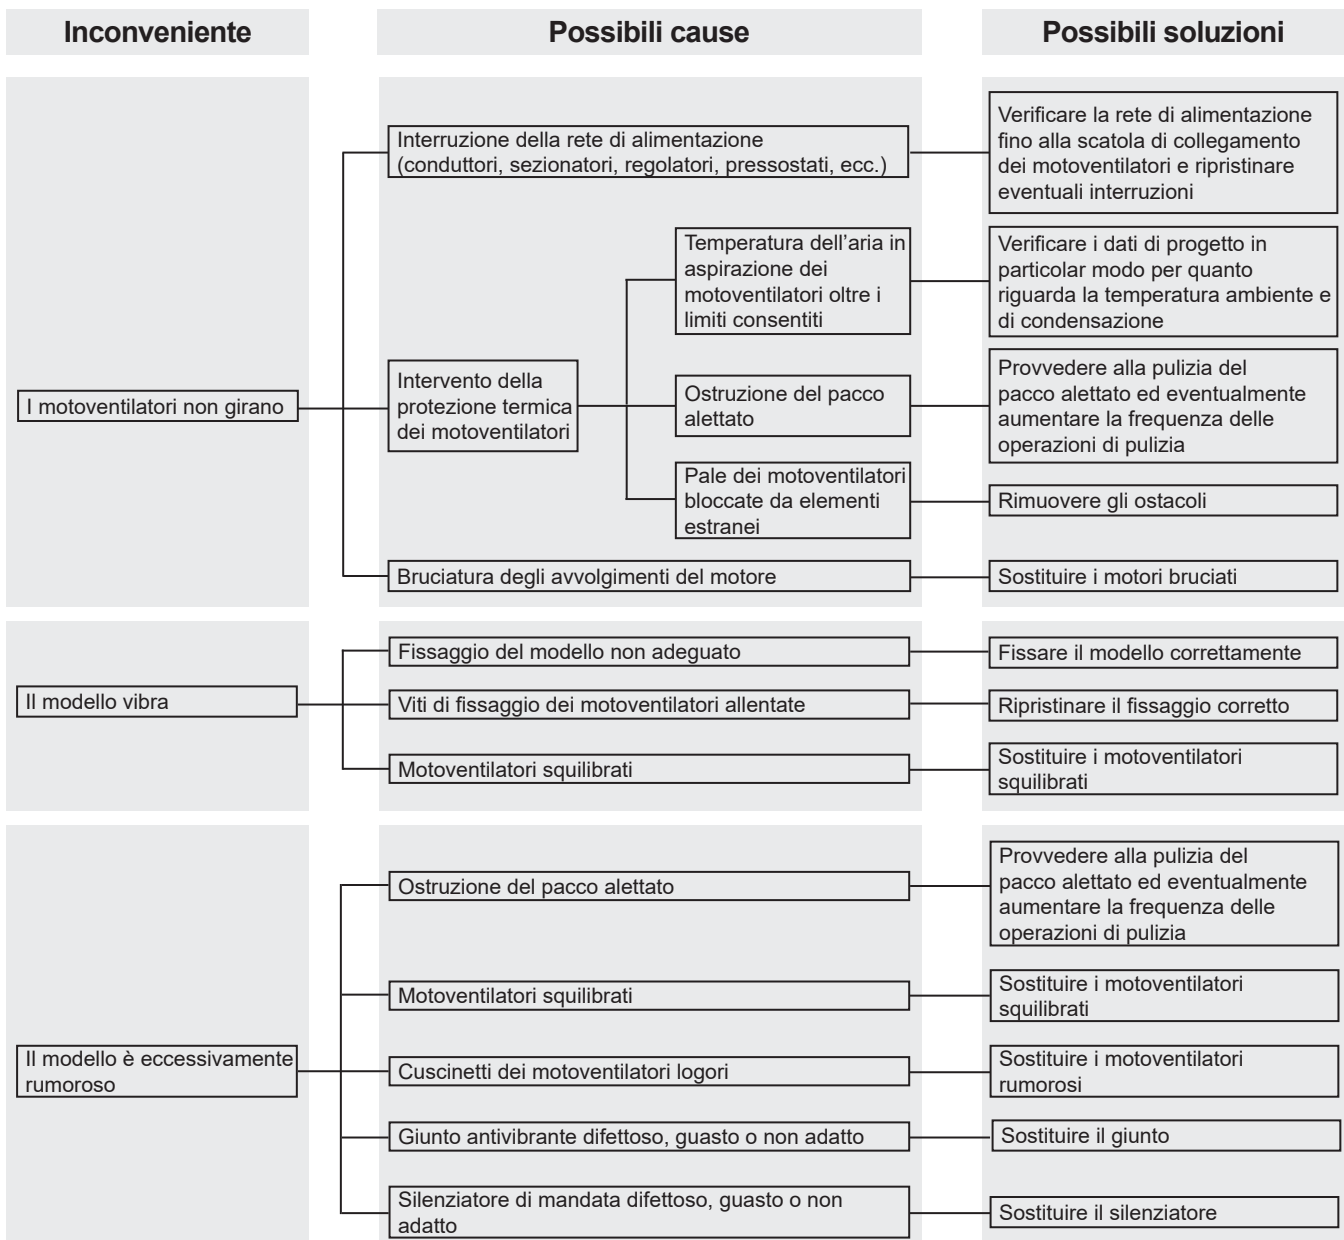 Inconveniente
Possibili cause
Possibili soluzioni
I motoventilatori non girano
Interruzione della rete di alimentazione
(conduttori, sezionatori, regolatori, pressostati, ecc.)
Verificare la rete di alimentazione
fino alla scatola di collegamento
dei motoventilatori e ripristinare
eventuali interruzioni
Intervento della
protezione termica
dei motoventilatori
Temperatura dell’aria in
aspirazione dei
motoventilatori oltre i
limiti consentiti
Verificare i dati di progetto in
particolar modo per quanto
riguarda la temperatura ambiente e
di condensazione
Ostruzione del pacco
alettato
Provvedere alla pulizia del
pacco alettato ed eventualmente
aumentare la frequenza delle
operazioni di pulizia
Pale dei motoventilatori
bloccate da elementi
estranei
Rimuovere gli ostacoli
Bruciatura degli avvolgimenti del motore
Sostituire i motori bruciati
Il modello vibra
Fissaggio del modello non adeguato
Fissare il modello correttamente
Viti di fissaggio dei motoventilatori allentate
Ripristinare il fissaggio corretto
Motoventilatori squilibrati
Sostituire i motoventilatori
squilibrati
Il modello è eccessivamente
rumoroso
Ostruzione del pacco alettato
Provvedere alla pulizia del
pacco alettato ed eventualmente
aumentare la frequenza delle
operazioni di pulizia
Motoventilatori squilibrati
Sostituire i motoventilatori
squilibrati
Cuscinetti dei motoventilatori logori
Sostituire i motoventilatori
rumorosi
Giunto antivibrante difettoso, guasto o non adatto
Sostituire il giunto
Silenziatore di mandata difettoso, guasto o non
adatto
Sostituire il silenziatore